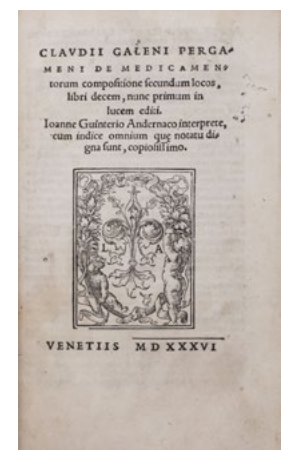 CLAVDII GALENI PERGA-
MENI DE MEDICAMEN-
torum compositione secundum locos,
libri decem, nunc primum in
lucem editi.
Ioanne Guinterio Andernaco interprete,
cum indice omnium quę notatu di-
gna sunt, copiosissimo.
L A
VENETIIS M D XXXVI